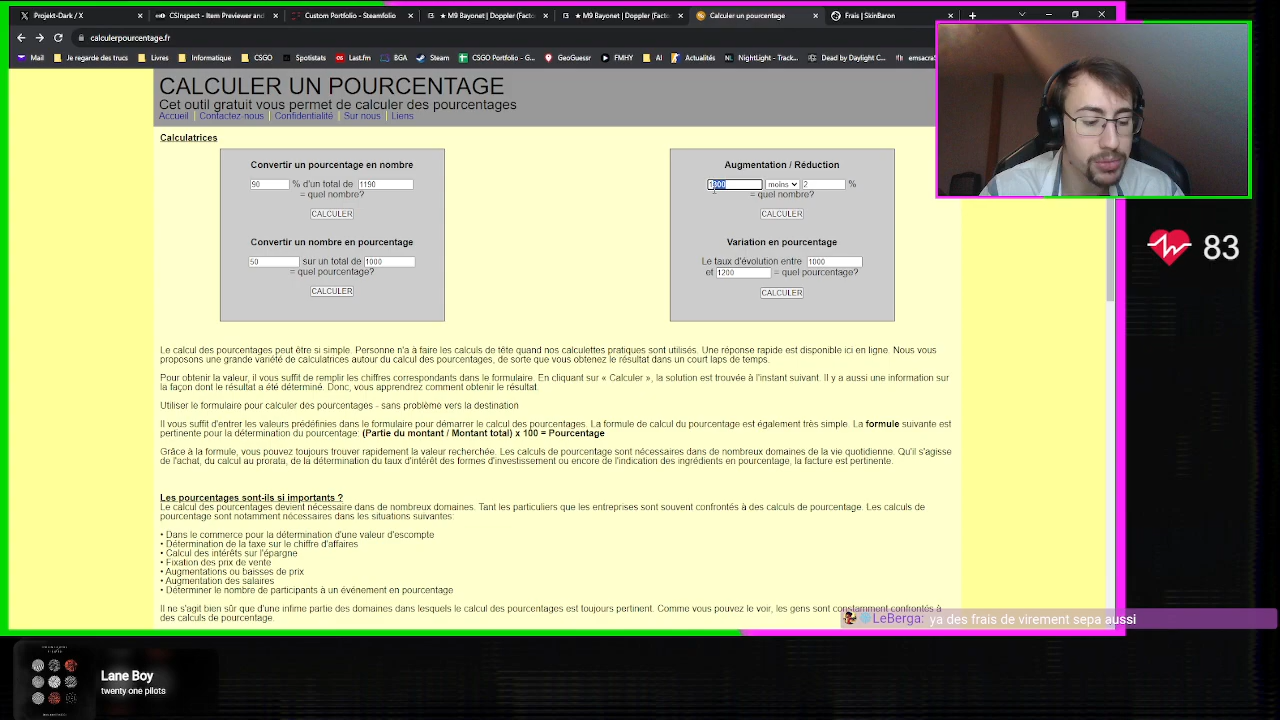 Projekt-Dark / X
CSInspect - Item Previewer and
Custom Portfolio - Steamfolio
★ M9 Bayonet | Doppler (Facto
★ M9 Bayonet | Doppler (Factor
Calculer un pourcentage
Frais | SkinBaron
calculerpourcentage.fr
Mail
Je regarde des trucs
Livres
Informatique
CSGO
Spotistats
Last.fm
BGA
Steam
CSGO Portfolio - G...
GeoGuessr
FMHY
AI
Actualités
NightLight - Track...
Dead by Daylight C...
emsacraS
CALCULER UN POURCENTAGE
Cet outil gratuit vous permet de calculer des pourcentages
Accueil | Contactez-nous | Confidentialité | Sur nous | Liens
Calculatrices
Convertir un pourcentage en nombre
90 % d'un total de 1190
= quel nombre?
CALCULER
Convertir un nombre en pourcentage
50 sur un total de 1000
= quel pourcentage?
CALCULER
Augmentation / Réduction
1300 moins 2 %
= quel nombre?
CALCULER
Variation en pourcentage
Le taux d'évolution entre 1000
et 1200 = quel pourcentage?
CALCULER
83
Le calcul des pourcentages peut être si simple. Personne n'a à faire les calculs de tête quand nos calculettes pratiques sont utilisés. Une réponse rapide est disponible ici en ligne. Nous vous
proposons une grande variété de calculatrices autour du calcul des pourcentages, de sorte que vous obtenez le résultat dans un court laps de temps.
Pour obtenir la valeur, il vous suffit de remplir les chiffres correspondants dans le formulaire. En cliquant sur « Calculer », la solution est trouvée à l'instant suivant. Il y a aussi une information sur
la façon dont le résultat a été déterminé. Donc, vous apprendrez comment obtenir le résultat.
Utiliser le formulaire pour calculer des pourcentages - sans problème vers la destination
Il vous suffit d'entrer les valeurs prédéfinies dans le formulaire pour démarrer le calcul des pourcentages. La formule de calcul du pourcentage est également très simple. La formule suivante est
pertinente pour la détermination du pourcentage: (Partie du montant / Montant total) x 100 = Pourcentage
Grâce à la formule, vous pouvez toujours trouver rapidement la valeur recherchée. Les calculs de pourcentage sont nécessaires dans de nombreux domaines de la vie quotidienne. Qu'il s'agisse
de l'achat, du calcul au prorata, de la détermination du taux d'intérêt des formes d'investissement ou encore de l'indication des ingrédients en pourcentage, la facture est pertinente.
Les pourcentages sont-ils si importants ?
Le calcul des pourcentages devient nécessaire dans de nombreux domaines. Tant les particuliers que les entreprises sont souvent confrontés à des calculs de pourcentage. Les calculs de
pourcentage sont notamment nécessaires dans les situations suivantes:
• Dans le commerce pour la détermination d'une valeur d'escompte
• Détermination de la taxe sur le chiffre d'affaires
• Calcul des intérêts sur l'épargne
• Fixation des prix de vente
• Augmentations ou baisses de prix
• Augmentation des salaires
• Déterminer le nombre de participants à un événement en pourcentage
Il ne s'agit bien sûr que d'une infime partie des domaines dans lesquels le calcul des pourcentages est toujours pertinent. Comme vous pouvez le voir, les gens sont constamment confrontés à
des calculs de pourcentage.
LeBerga: ya des frais de virement sepa aussi
Lane Boy
twenty one pilots